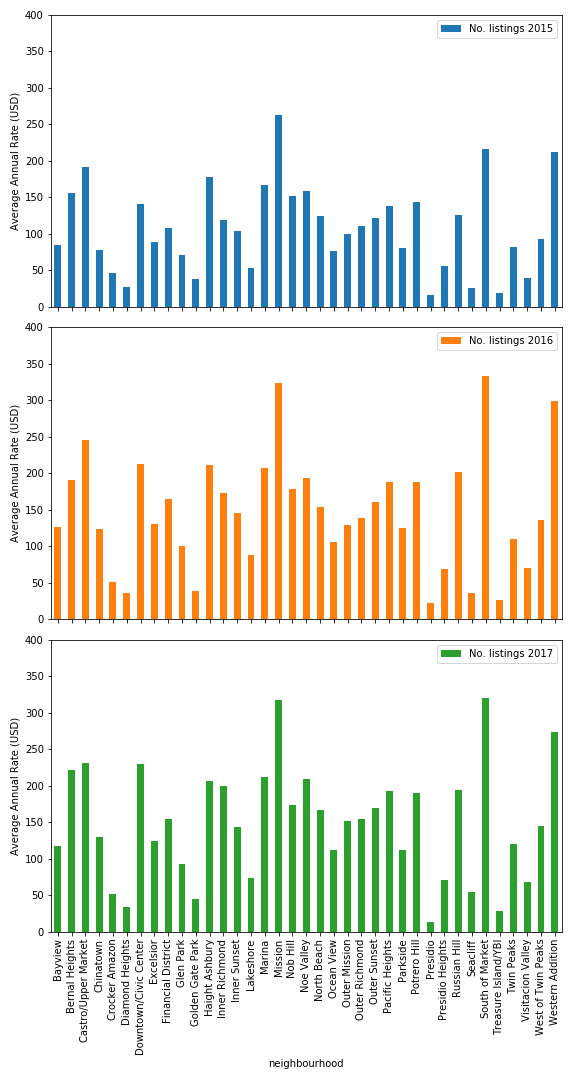 400
350
300
250
200
150
100
50
0
Average Annual Rate (USD)
No. listings 2015
400
350
300
250
200
150
100
50
0
Average Annual Rate (USD)
No. listings 2016
400
350
300
250
200
150
100
50
0
Average Annual Rate (USD)
No. listings 2017
Bayview
Bernal Heights
Castro/Upper Market
Chinatown
Crocker Amazon
Diamond Heights
Downtown/Civic Center
Excelsior
Financial District
Glen Park
Golden Gate Park
Haight Ashbury
Inner Richmond
Inner Sunset
Lakeshore
Marina
Mission
Nob Hill
Noe Valley
North Beach
Ocean View
Outer Mission
Outer Richmond
Outer Sunset
Pacific Heights
Parkside
Potrero Hill
Presidio
Presidio Heights
Russian Hill
Seacliff
South of Market
Treasure Island/YBI
Twin Peaks
Visitacion Valley
West of Twin Peaks
Western Addition
neighbourhood